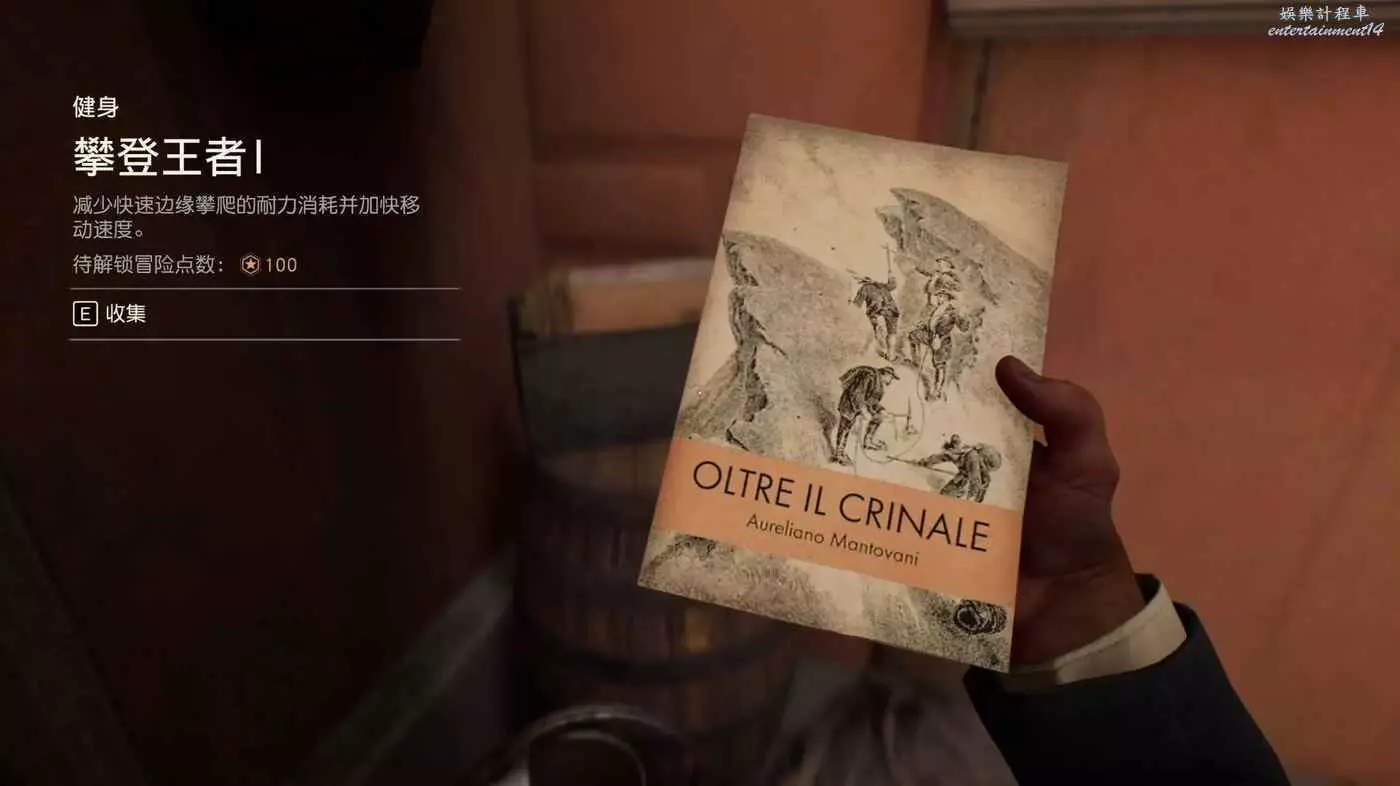 娛樂計程車
entertainment14
健身
攀登王者I
减少快速边缘攀爬的耐力消耗并加快移
动速度。
待解锁冒险点数： 100
E 收集
OLTRE IL CRINALE
Aureliano Mantovani